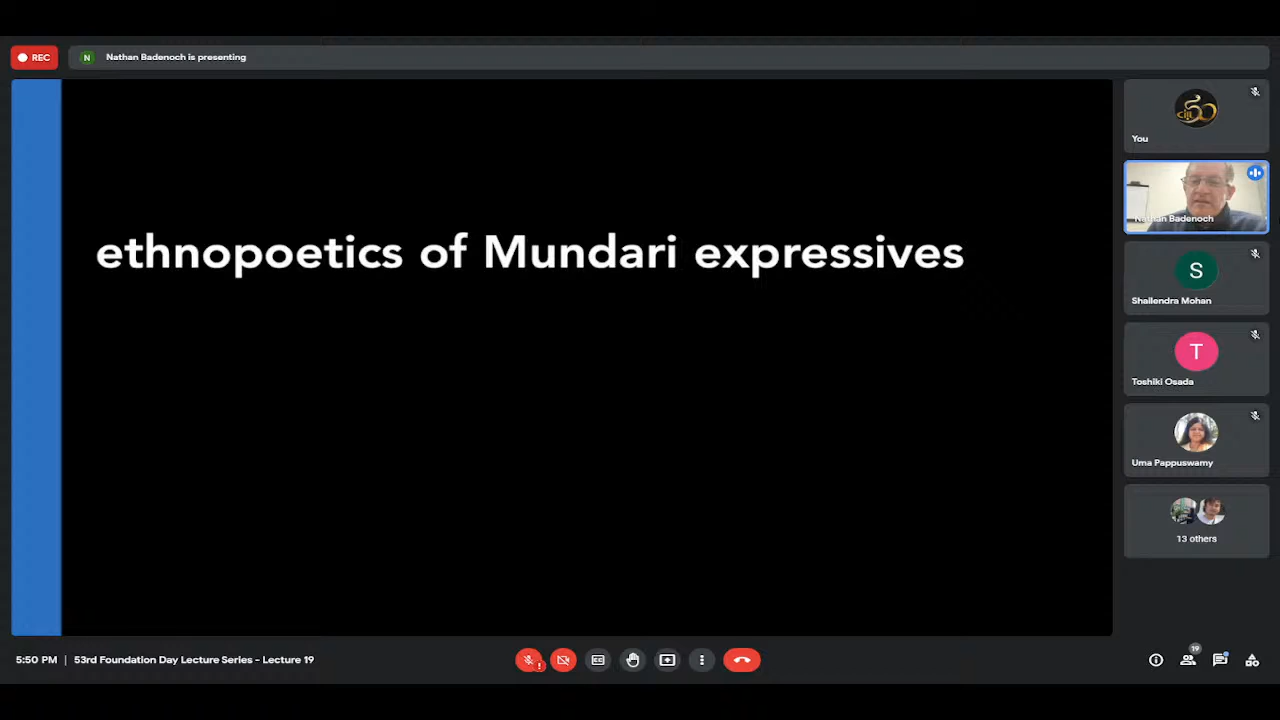 REC
N
Nathan Badenoch is presenting
ethnopoetics of Mundari expressives
You
Nathan Badenoch
S
Shailendra Mohan
T
Toshiki Osada
Uma Pappuswamy
13 others
5:50 PM | 53rd Foundation Day Lecture Series - Lecture 19
19